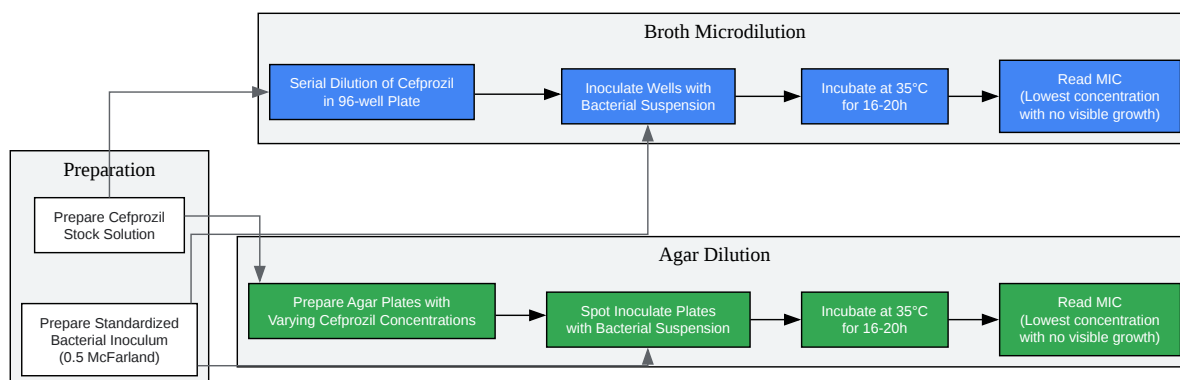 Broth Microdilution
Serial Dilution of Cefprozil
in 96-well Plate
Inoculate Wells with
Bacterial Suspension
Incubate at 35°C
for 16-20h
Read MIC
(Lowest concentration
with no visible growth)
Preparation
Prepare Cefprozil
Stock Solution
Prepare Standardized
Bacterial Inoculum
(0.5 McFarland)
Agar Dilution
Prepare Agar Plates with
Varying Cefprozil Concentrations
Spot Inoculate Plates
with Bacterial Suspension
Incubate at 35°C
for 16-20h
Read MIC
(Lowest concentration
with no visible growth)